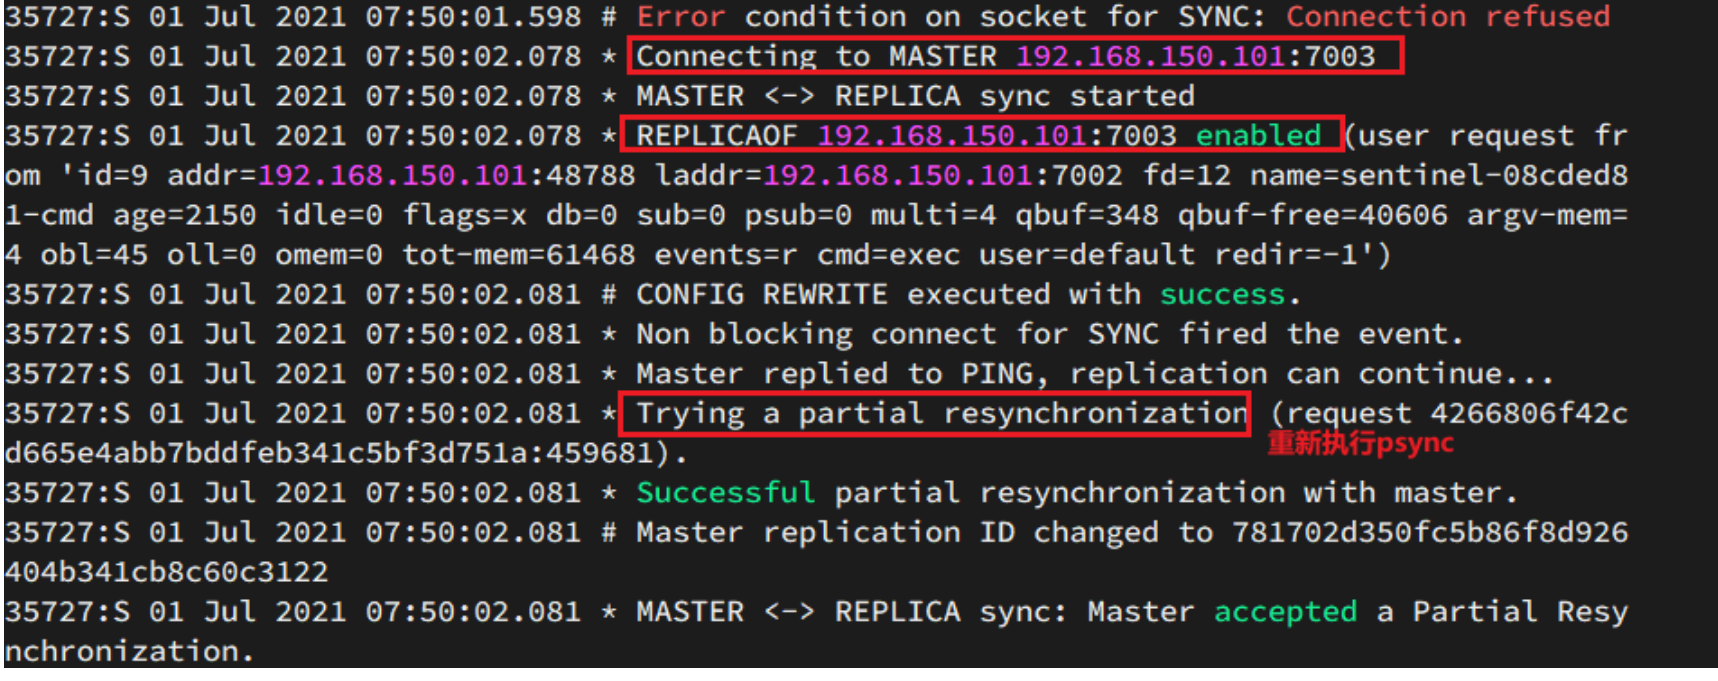 35727:S 01 Jul 2021 07:50:01.598 # Error condition on socket for SYNC: Connection refused
35727:S 01 Jul 2021 07:50:02.078 * Connecting to MASTER 192.168.150.101:7003
35727:S 01 Jul 2021 07:50:02.078 * MASTER <-> REPLICA sync started
35727:S 01 Jul 2021 07:50:02.078 * REPLICAOF 192.168.150.101:7003 enabled (user request fr
om 'id=9 addr=192.168.150.101:48788 laddr=192.168.150.101:7002 fd=12 name=sentinel-08cded8
1-cmd age=2150 idle=0 flags=x db=0 sub=0 psub=0 multi=4 qbuf=348 qbuf-free=40606 argv-mem=
4 obl=45 oll=0 omem=0 tot-mem=61468 events=r cmd=exec user=default redir=-1')
35727:S 01 Jul 2021 07:50:02.081 # CONFIG REWRITE executed with success.
35727:S 01 Jul 2021 07:50:02.081 * Non blocking connect for SYNC fired the event.
35727:S 01 Jul 2021 07:50:02.081 * Master replied to PING, replication can continue...
35727:S 01 Jul 2021 07:50:02.081 * Trying a partial resynchronization (request 4266806f42c
d665e4abb7bddfeb341c5bf3d751a:459681).
重新执行psync
35727:S 01 Jul 2021 07:50:02.081 * Successful partial resynchronization with master.
35727:S 01 Jul 2021 07:50:02.081 # Master replication ID changed to 781702d350fc5b86f8d926
404b341cb8c60c3122
35727:S 01 Jul 2021 07:50:02.081 * MASTER <-> REPLICA sync: Master accepted a Partial Resy
nchronization.